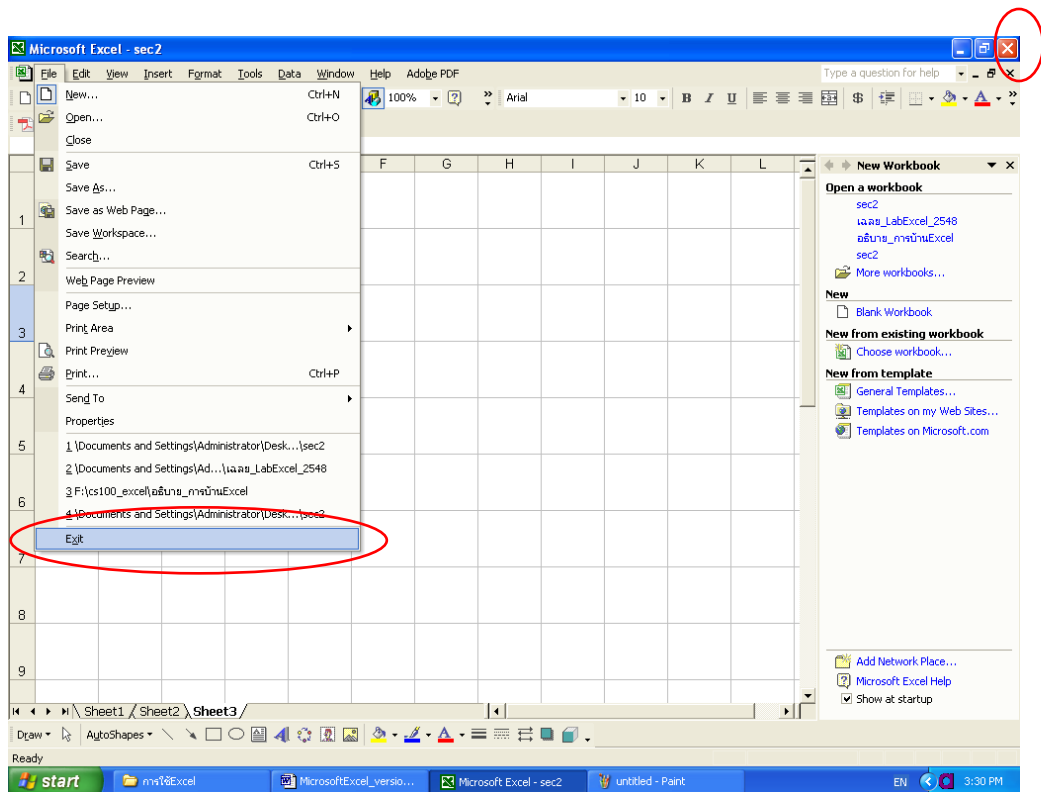 Microsoft Excel - sec2
File Edit View Insert Format Tools Data Window Help Adobe PDF
Type a question for help
New... Ctrl+N
100%
Arial
10
B I U
$
Open... Ctrl+O
Close
Save Ctrl+S
Save As...
Save as Web Page...
Save Workspace...
Search...
Web Page Preview
Page Setup...
Print Area
Print Preview
Print... Ctrl+P
Send To
Properties
1 \Documents and Settings\Administrator\Desk...\sec2
2 \Documents and Settings\Ad...\เฉลย_LabExcel_2548
3 F:\cs100_excel\อธิบาย_การบ้านExcel
4 \Documents and Settings\Administrator\Desk...\sec2
Exit
F G H I J K L
1
2
3
4
5
6
7
8
9
New Workbook
Open a workbook
sec2
เฉลย_LabExcel_2548
อธิบาย_การบ้านExcel
sec2
More workbooks...
New
Blank Workbook
New from existing workbook
Choose workbook...
New from template
General Templates...
Templates on my Web Sites...
Templates on Microsoft.com
Add Network Place...
Microsoft Excel Help
Show at startup
Sheet1 Sheet2 Sheet3
Draw AutoShapes
Ready
start การใช้Excel MicrosoftExcel_versio... Microsoft Excel - sec2 untitled - Paint EN 3:30 PM